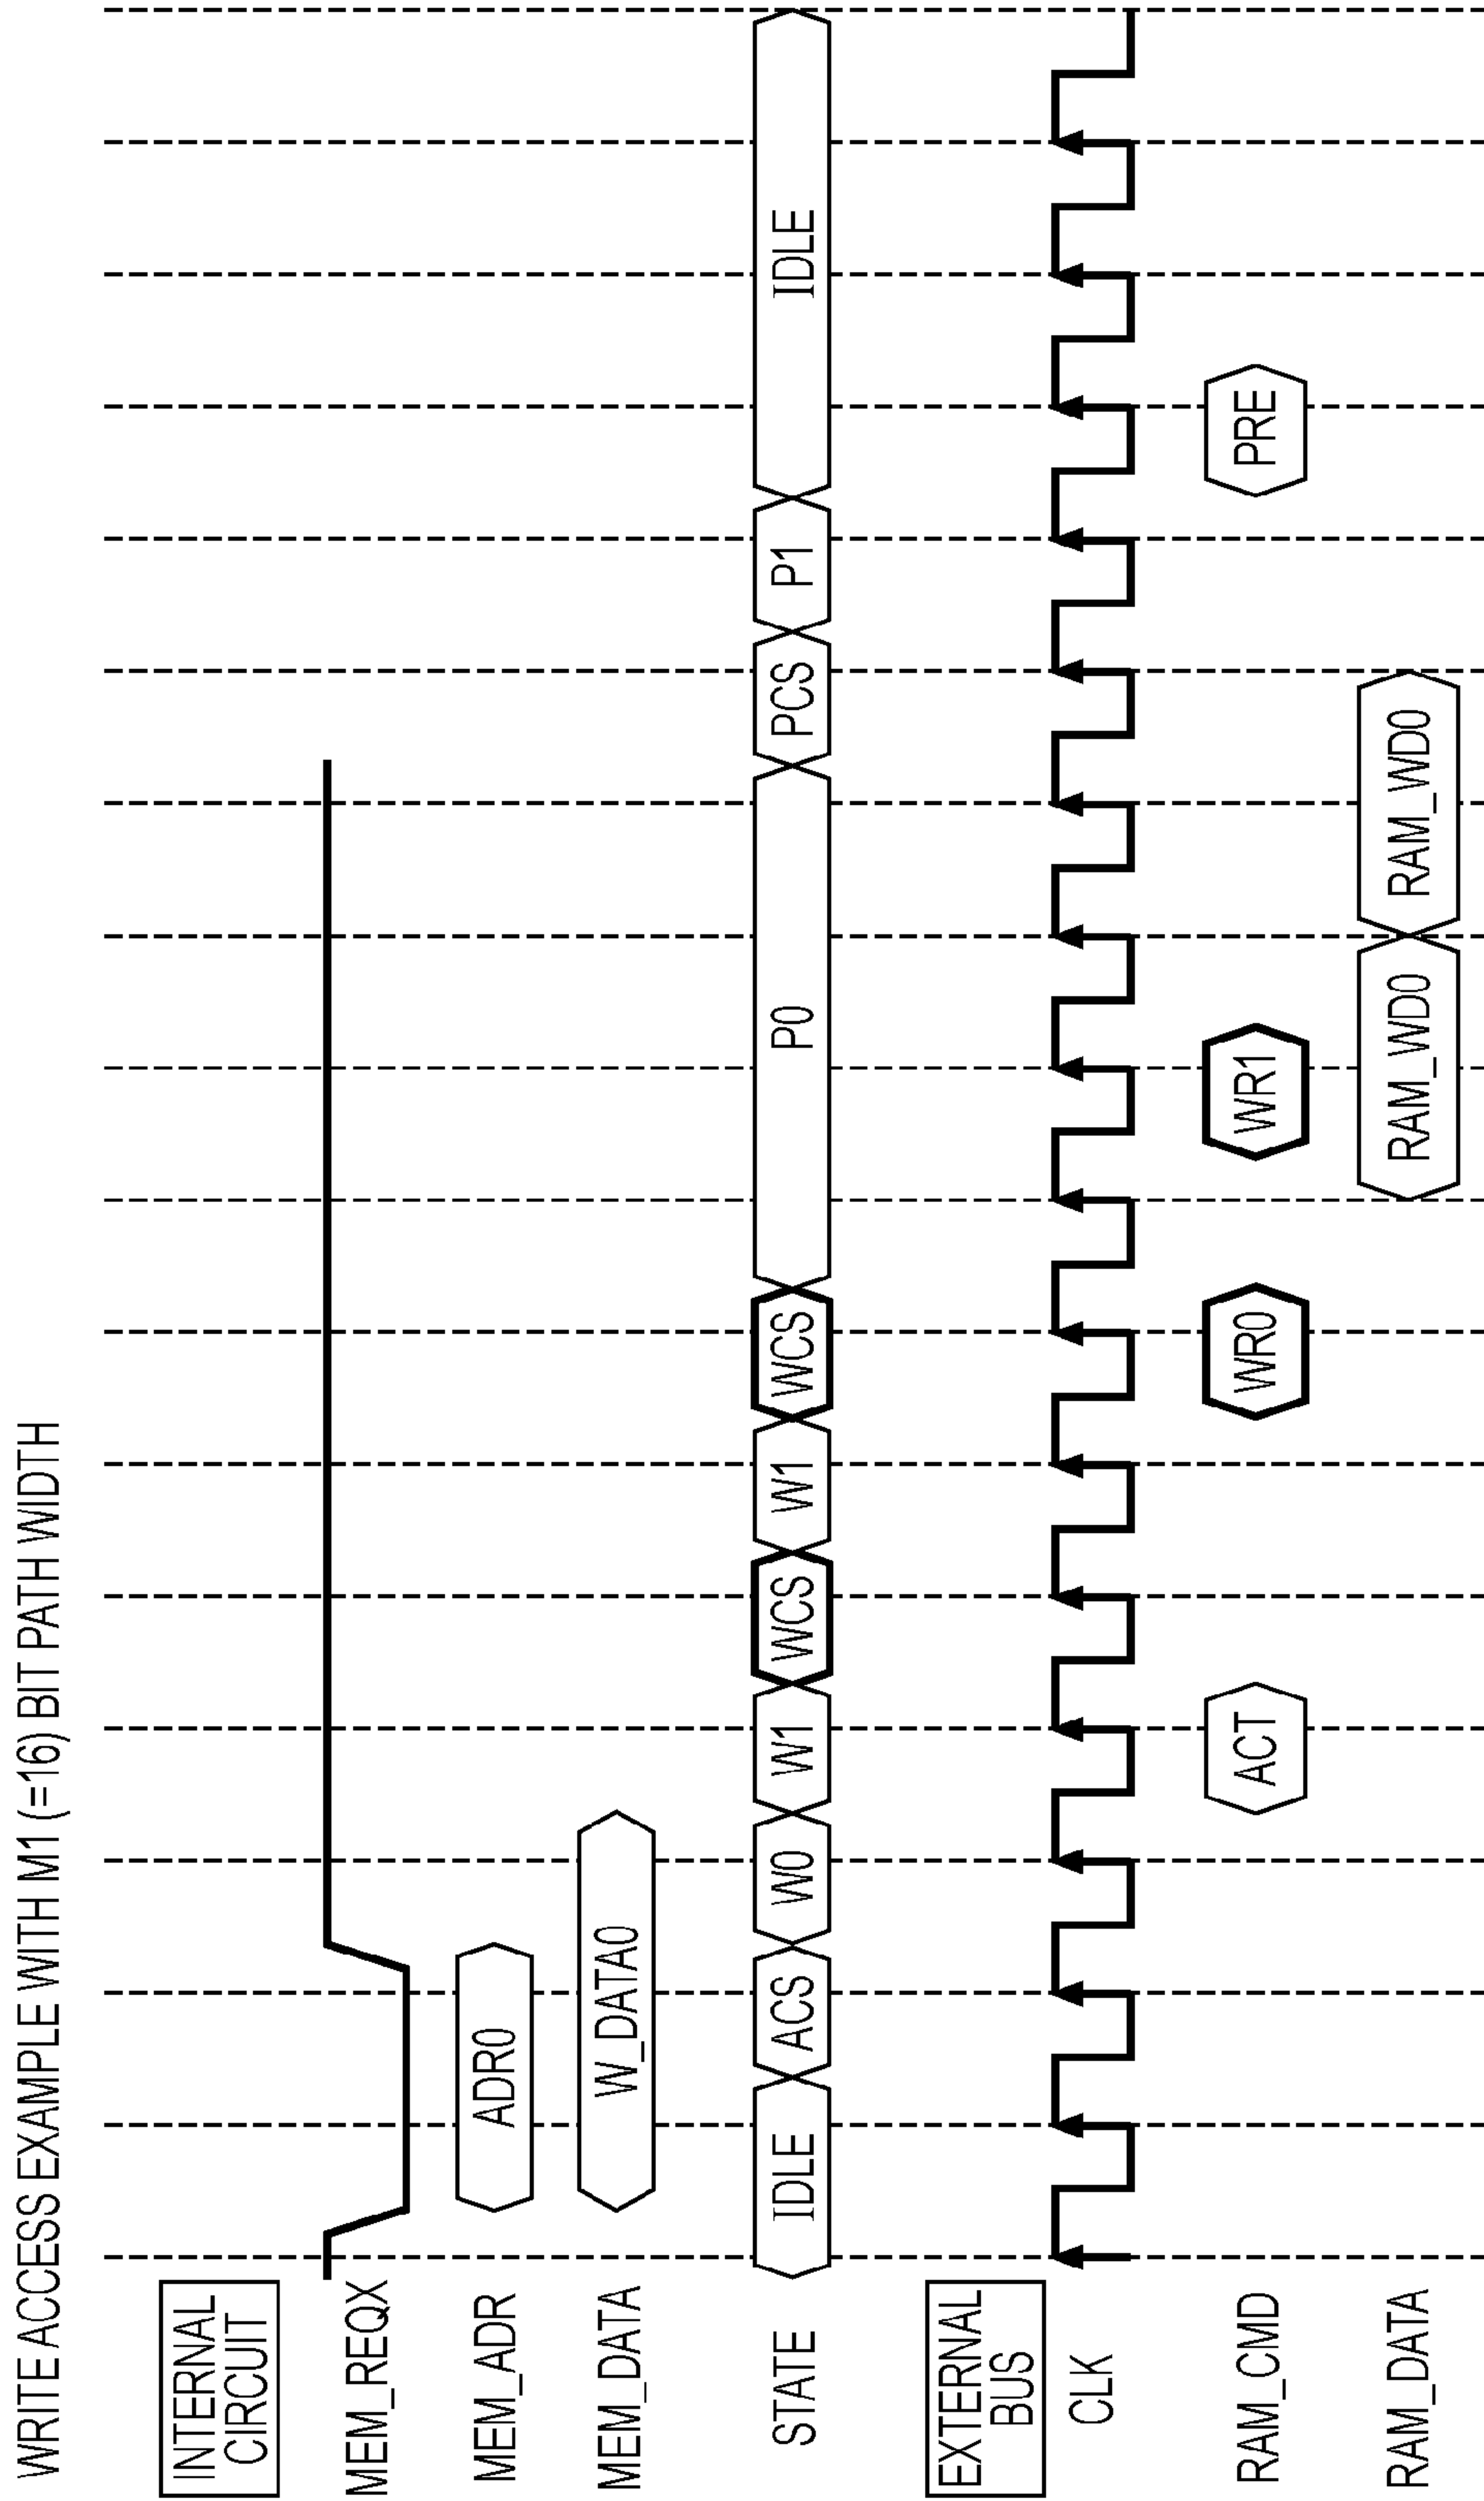 WRITE ACCESS EXAMPLE WITH M1 (=16) BIT PATH WIDTH
INTERNAL
CIRCUIT
MEM_REQX
MEM_ADR ADR0
MEM_DATA W_DATA0
STATE IDLE ACS W0 W1 WCS W1 WCS P0 PCS P1 IDLE
EXTERNAL
BUS
CLK
RAM_CMD ACT WR0 WR1 PRE
RAM_DATA RAM_WD0 RAM_WD0